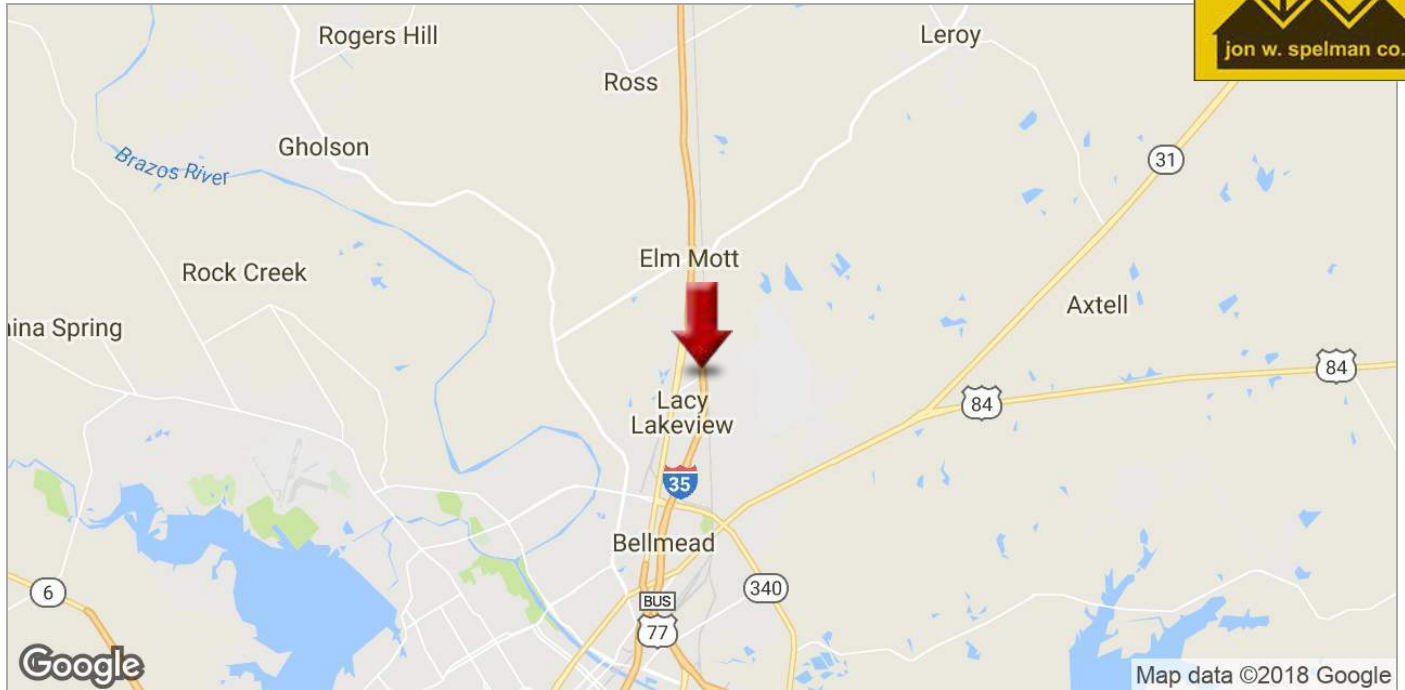 jon w. spelman co.
Rogers Hill
Leroy
Ross
Gholson
31
Brazos River
Elm Mott
Rock Creek
Axtell
ina Spring
84
Lacy
Lakeview
84
35
Bellmead
340
6
BUS
77
Google
Map data ©2018 Google